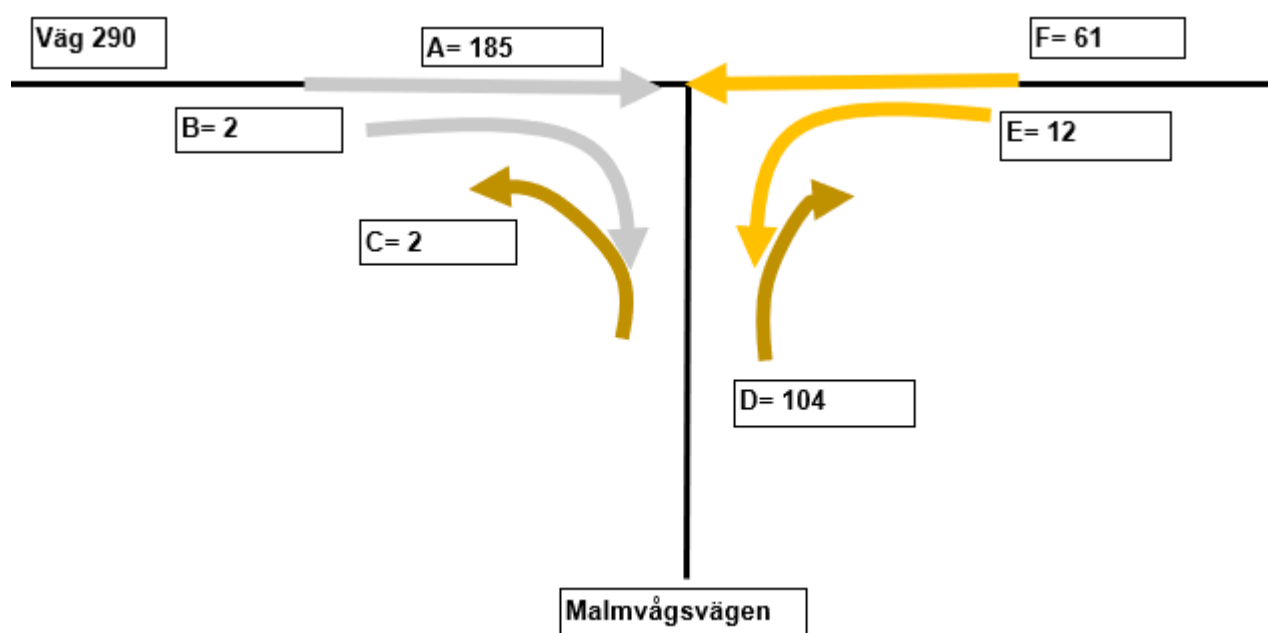 Väg 290
A= 185
F= 61
B= 2
E= 12
C= 2
D= 104
Malmvågsvägen